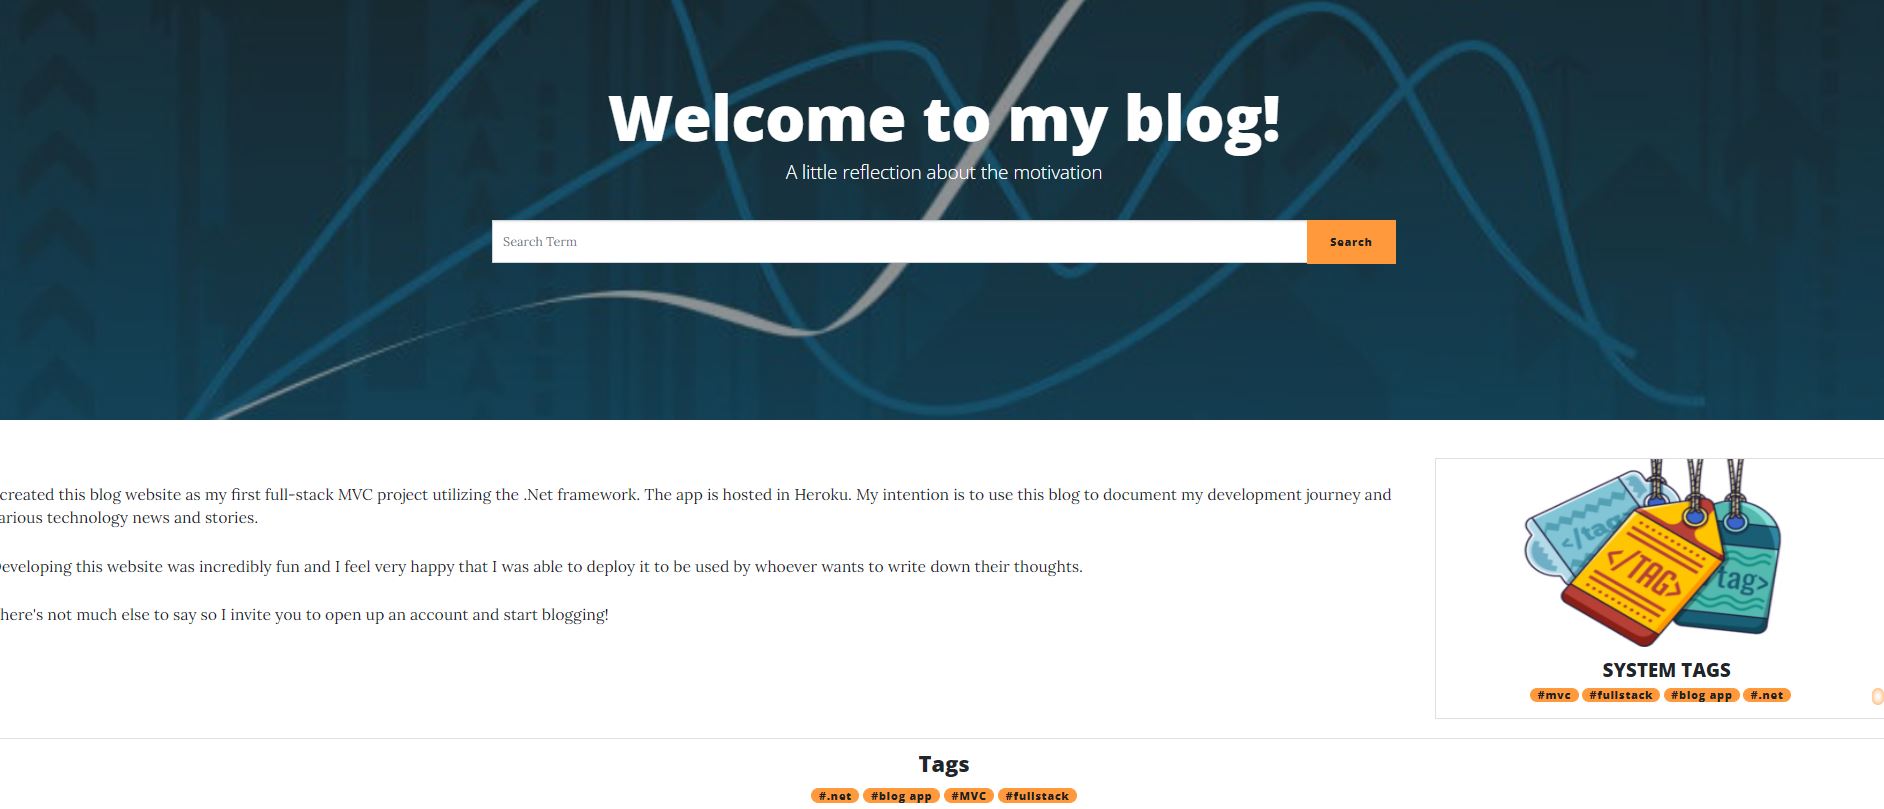 Welcome to my blog!
A little reflection about the motivation
Search Term
Search
created this blog website as my first full-stack MVC project utilizing the .Net framework. The app is hosted in Heroku. My intention is to use this blog to document my development journey and
arious technology news and stories.
eveloping this website was incredibly fun and I feel very happy that I was able to deploy it to be used by whoever wants to write down their thoughts.
here's not much else to say so I invite you to open up an account and start blogging!
</tag>
</TAG>
tag>
SYSTEM TAGS
#mvc #fullstack #blog app #.net
Tags
#.net #blog app #MVC #fullstack